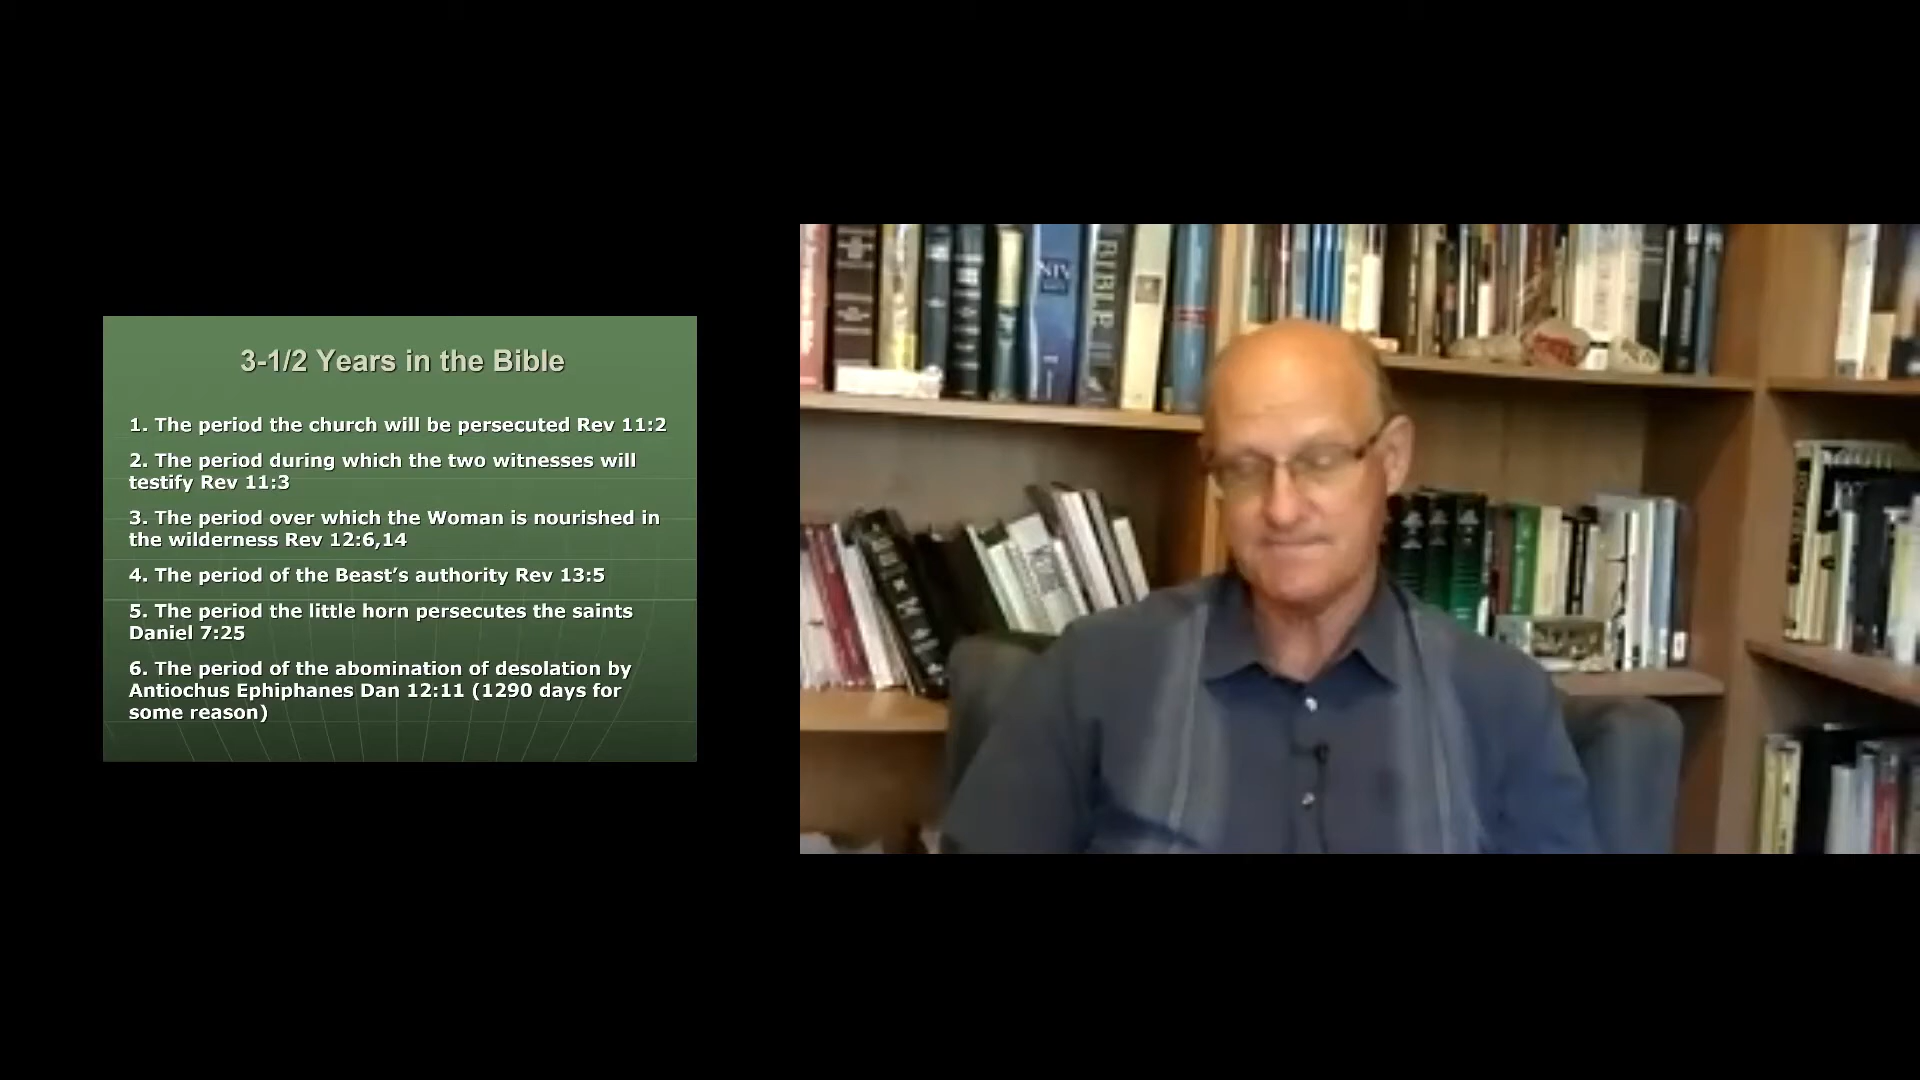 3-1/2 Years in the Bible
1. The period the church will be persecuted Rev 11:2
2. The period during which the two witnesses will
testify Rev 11:3
3. The period over which the Woman is nourished in
the wilderness Rev 12:6,14
4. The period of the Beast’s authority Rev 13:5
5. The period the little horn persecutes the saints
Daniel 7:25
6. The period of the abomination of desolation by
Antiochus Ephiphanes Dan 12:11 (1290 days for
some reason)
NIV
BIBLE